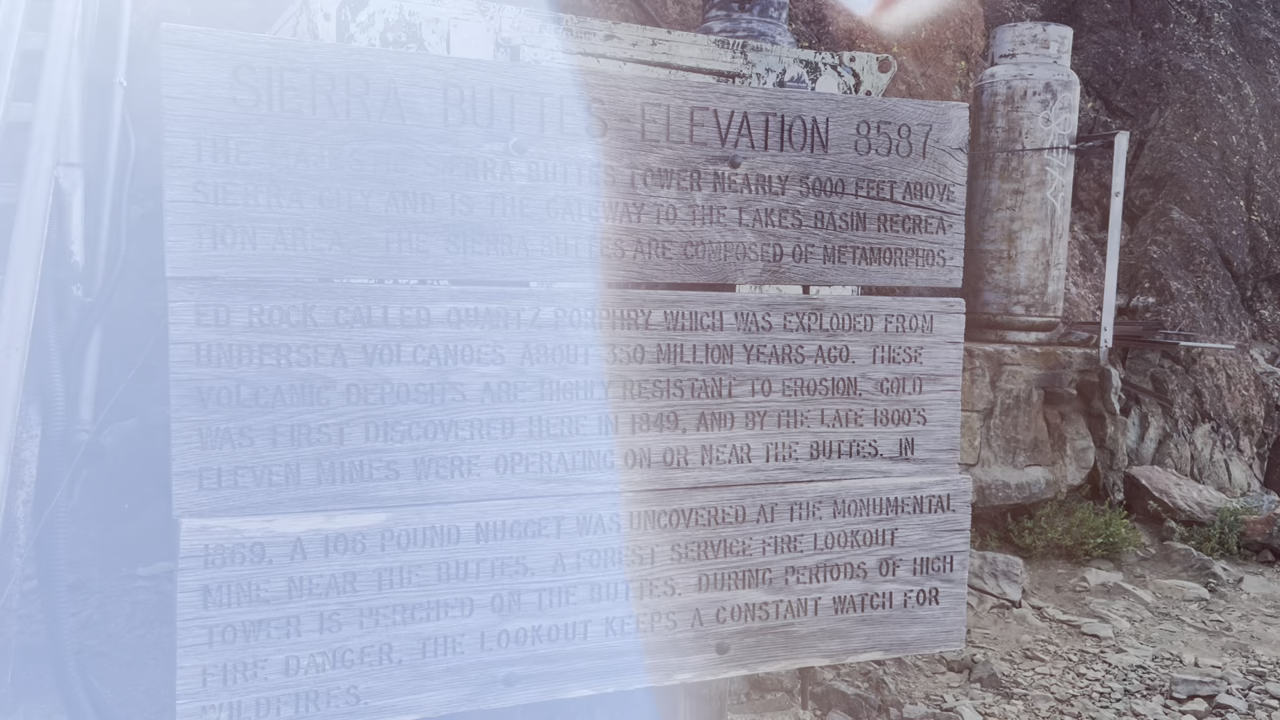 SIERRA BUTTES ELEVATION 8587
THE SIERRA BUTTES TOWER NEARLY 5000 FEET ABOVE
SIERRA CITY AND IS THE GATEWAY TO THE LAKES BASIN RECREA-
TION AREA. THE SIERRA BUTTES ARE COMPOSED OF METAMORPHOS-
ED ROCK CALLED QUARTZ PORPHRY WHICH WAS EXPLODED FROM
UNDERSEA VOLCANOES ABOUT 350 MILLION YEARS AGO. THESE
VOLCANIC DEPOSITS ARE HIGHLY RESISTANT TO EROSION. GOLD
WAS FIRST DISCOVERED HERE IN 1849, AND BY THE LATE 1800'S
ELEVEN MINES WERE OPERATING ON OR NEAR THE BUTTES. IN
1869, A 106 POUND NUGGET WAS UNCOVERED AT THE MONUMENTAL
MINE NEAR THE BUTTES. A FOREST SERVICE FIRE LOOKOUT
TOWER IS PERCHED ON THE BUTTES. DURING PERIODS OF HIGH
FIRE DANGER, THE LOOKOUT KEEPS A CONSTANT WATCH FOR
WILDFIRES.